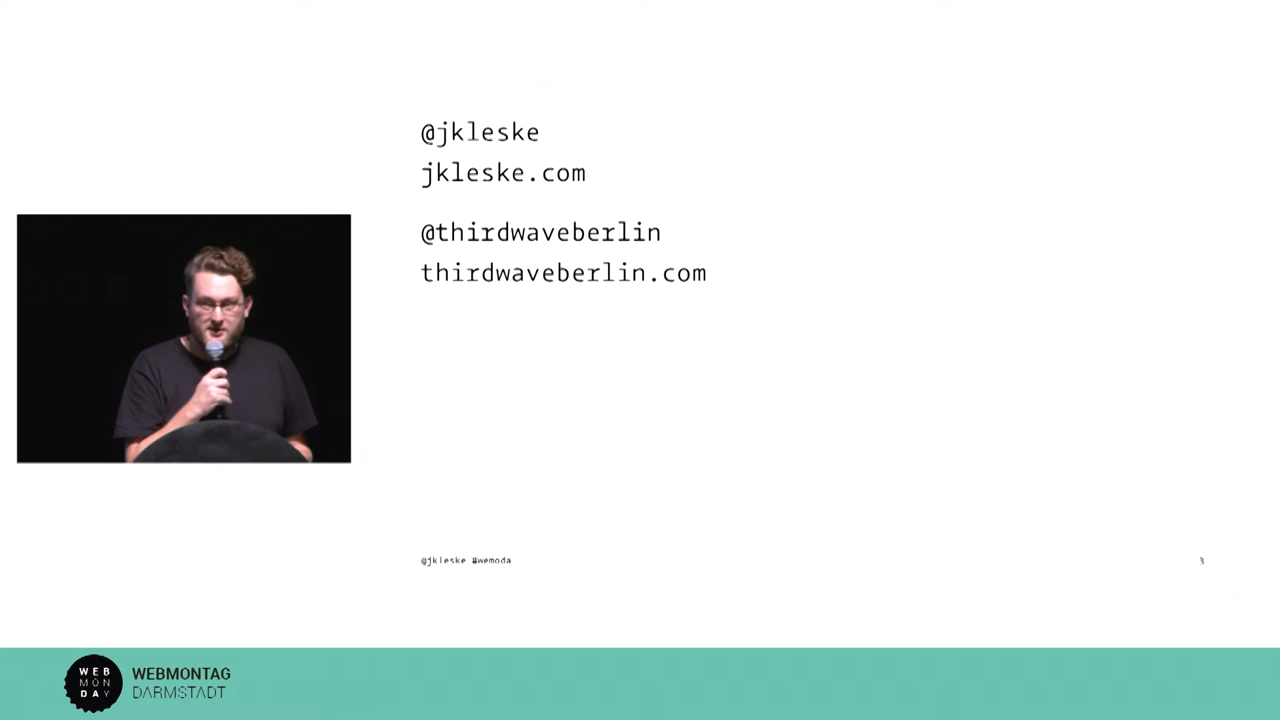 @jkleske
jkleske.com
@thirdwaveberlin
thirdwaveberlin.com
@jkleske #wemoda
3
WEB
MON
DAY
WEBMONTAG
DARMSTADT